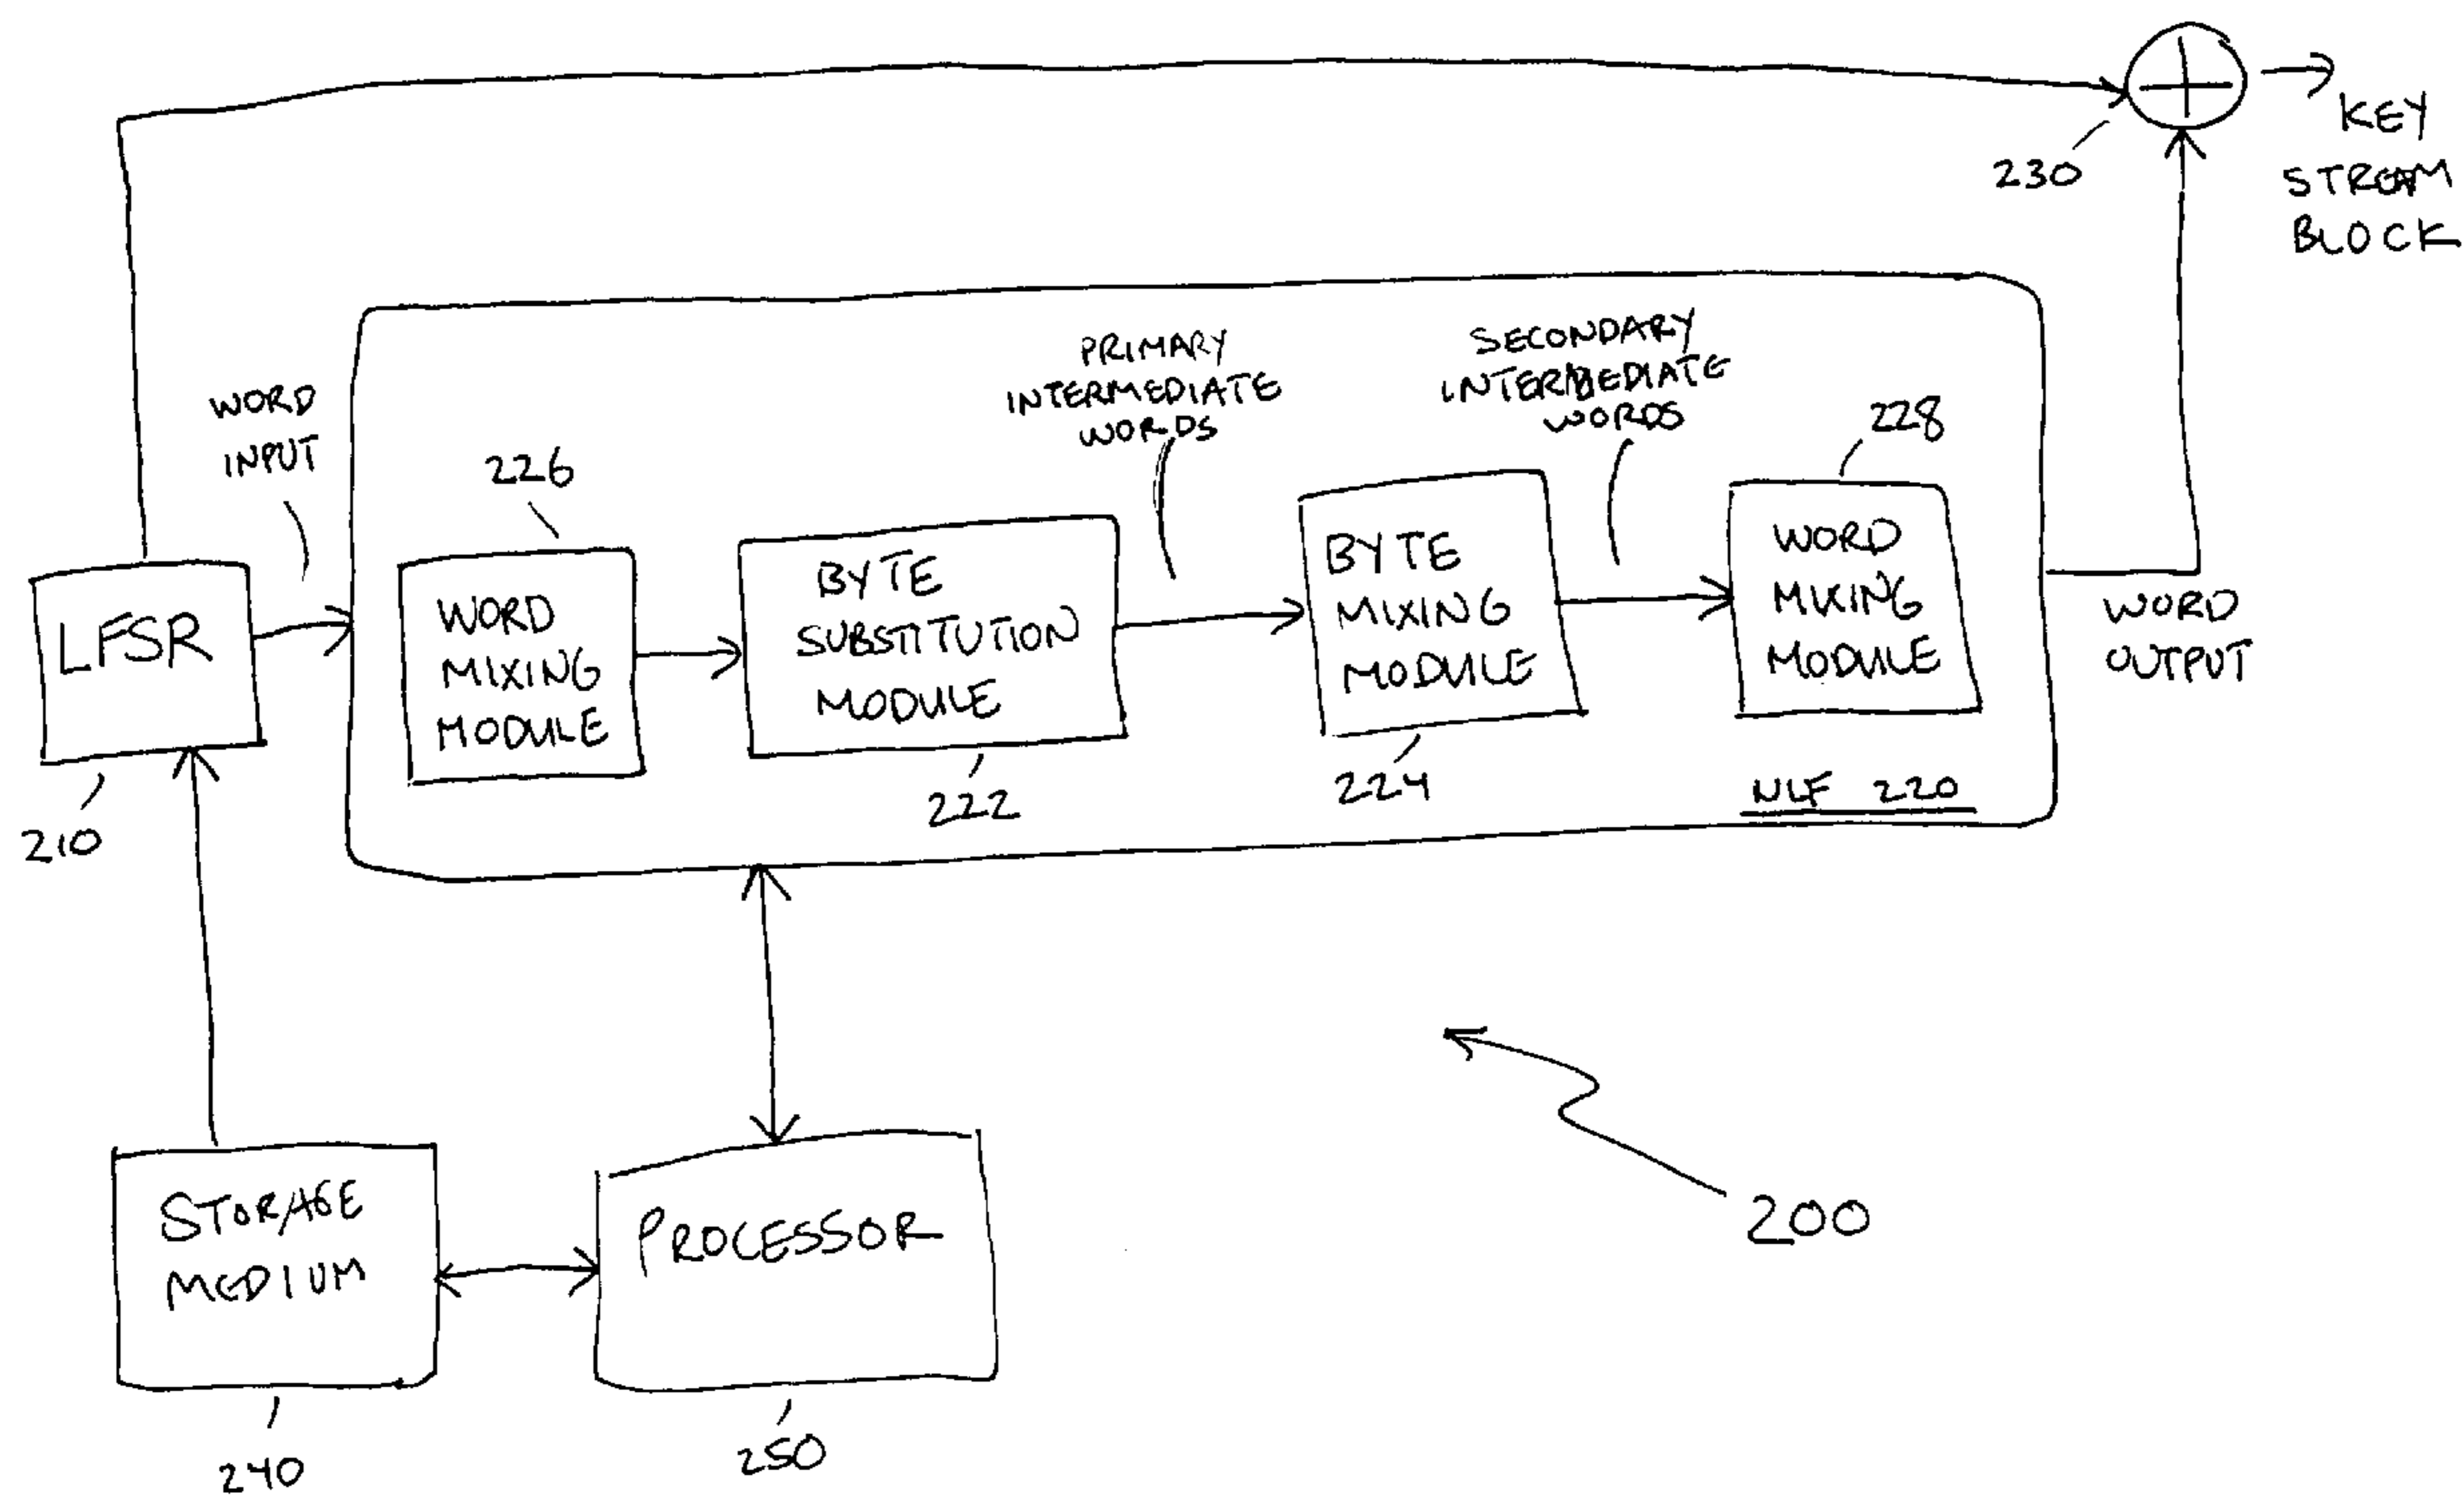 230
KEY
STREAM
BLOCK
WORD
INPUT
PRIMARY
INTERMEDIATE
WORDS
SECONDARY
INTERMEDIATE
WORDS
226
228
LFSR
WORD
MIXING
MODULE
BYTE
SUBSTITUTION
MODULE
BYTE
MIXING
MODULE
WORD
MIXING
MODULE
WORD
OUTPUT
210
222
224
NLF 220
STORAGE
MEDIUM
PROCESSOR
200
240
250